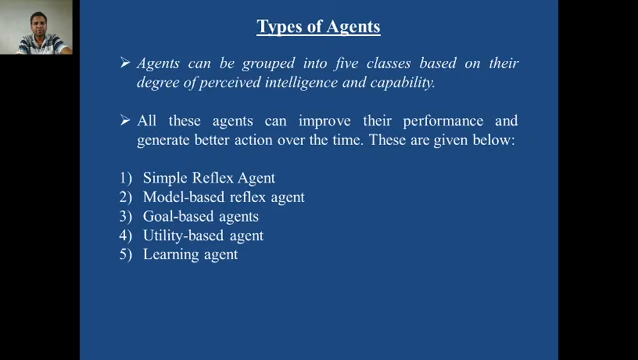 Types of Agents
➢ Agents can be grouped into five classes based on their
degree of perceived intelligence and capability.
➢ All these agents can improve their performance and
generate better action over the time. These are given below:
1) Simple Reflex Agent
2) Model-based reflex agent
3) Goal-based agents
4) Utility-based agent
5) Learning agent